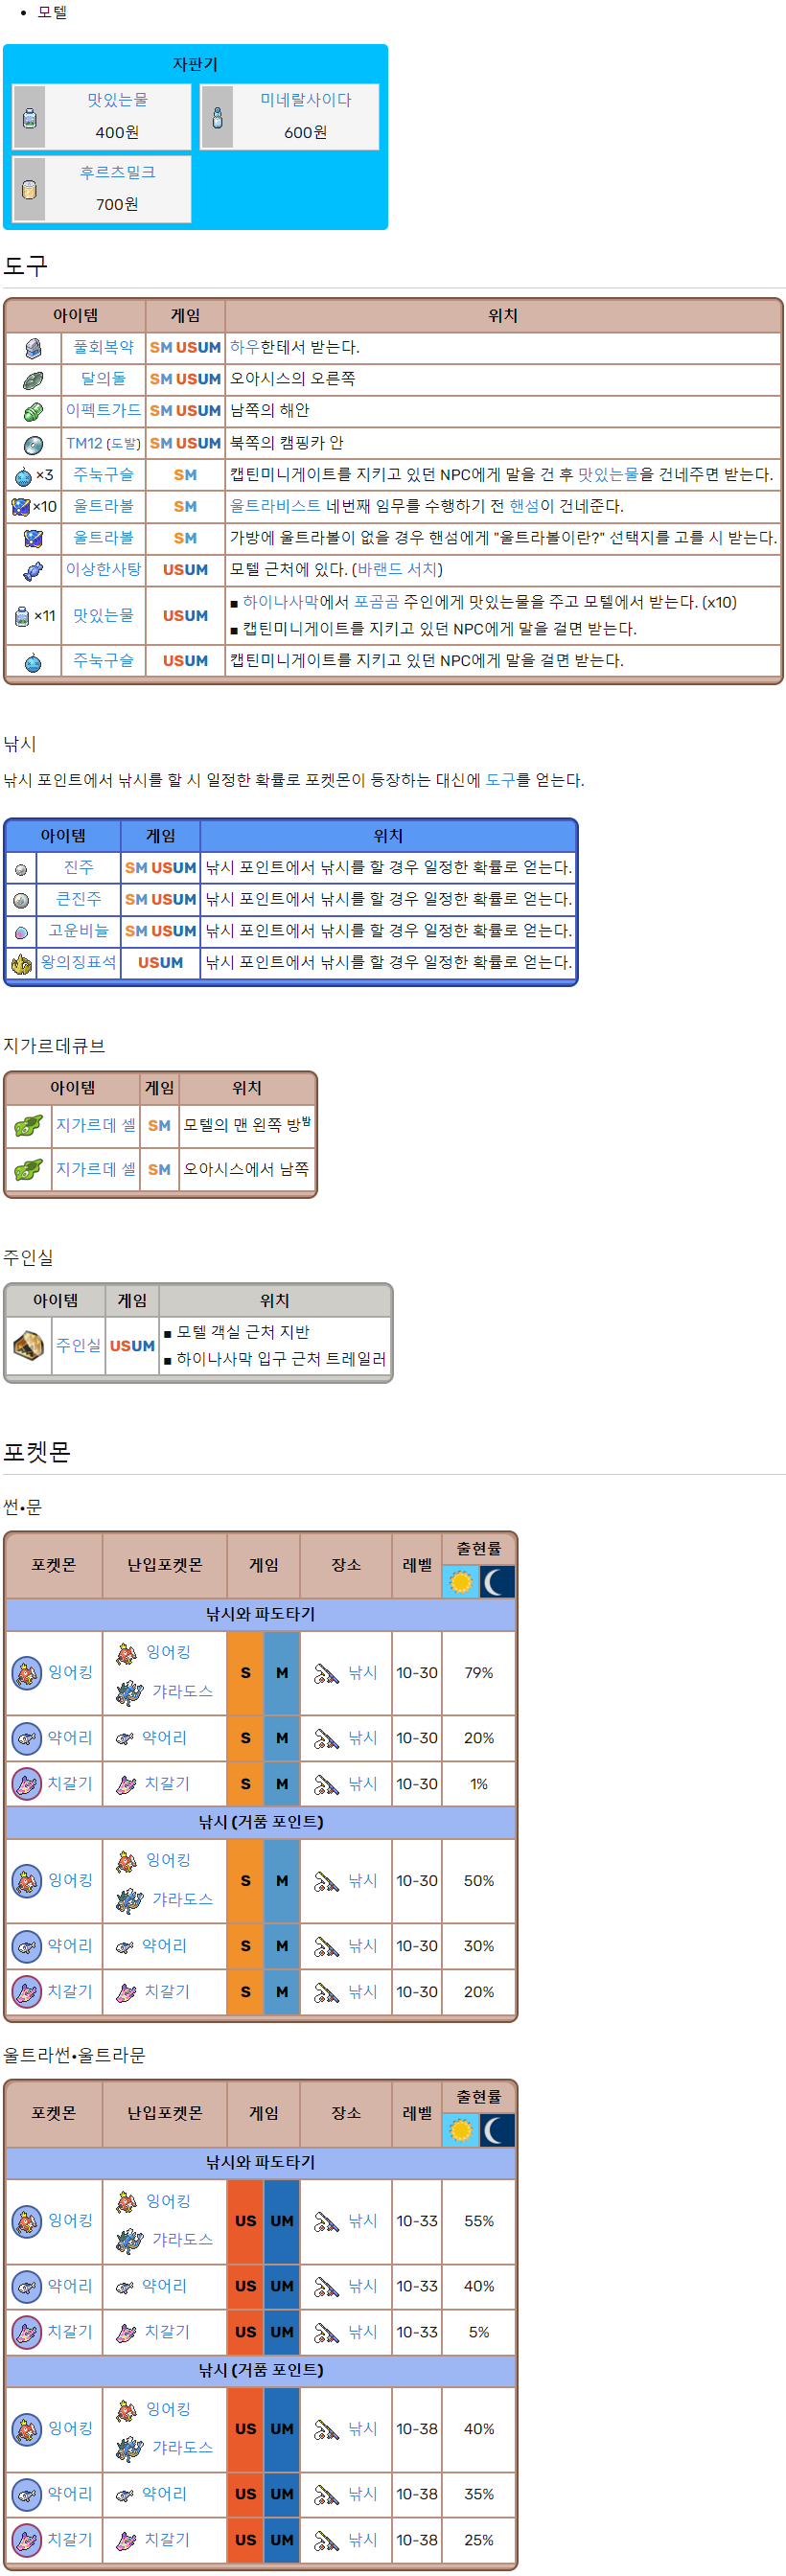 모텔
자판기
맛있는물
미네랄사이다
400원
600원
후르츠밀크
700원
도구
아이템 게임 위치
풀회복약 SM USUM 하우한테서 받는다.
달의돌 SM USUM 오아시스의 오른쪽
이펙트가드 SM USUM 남쪽의 해안
TM12 (도발) SM USUM 북쪽의 캠핑카 안
×3 주눅구슬 SM 캡틴미니게이트를 지키고 있던 NPC에게 말을 건 후 맛있는물을 건네주면 받는다.
×10 울트라볼 SM 울트라비스트 네번째 임무를 수행하기 전 핸섬이 건네준다.
울트라볼 SM 가방에 울트라볼이 없을 경우 핸섬에게 "울트라볼이란?" 선택지를 고를 시 받는다.
이상한사탕 USUM 모텔 근처에 있다. (바랜드 서치)
×11 맛있는물 USUM ■ 하이나사막에서 포곰곰 주인에게 맛있는물을 주고 모텔에서 받는다. (x10)
■ 캡틴미니게이트를 지키고 있던 NPC에게 말을 걸면 받는다.
주눅구슬 USUM 캡틴미니게이트를 지키고 있던 NPC에게 말을 걸면 받는다.
낚시
낚시 포인트에서 낚시를 할 시 일정한 확률로 포켓몬이 등장하는 대신에 도구를 얻는다.
아이템 게임 위치
진주 SM USUM 낚시 포인트에서 낚시를 할 경우 일정한 확률로 얻는다.
큰진주 SM USUM 낚시 포인트에서 낚시를 할 경우 일정한 확률로 얻는다.
고운비늘 SM USUM 낚시 포인트에서 낚시를 할 경우 일정한 확률로 얻는다.
왕의징표석 USUM 낚시 포인트에서 낚시를 할 경우 일정한 확률로 얻는다.
지가르데큐브
아이템 게임 위치
지가르데 셀 SM 모텔의 맨 왼쪽 방밤
지가르데 셀 SM 오아시스에서 남쪽
주인실
아이템 게임 위치
주인실 USUM ■ 모텔 객실 근처 지반
■ 하이나사막 입구 근처 트레일러
포켓몬
썬•문
포켓몬 난입포켓몬 게임 장소 레벨 출현률
낚시와 파도타기
잉어킹 잉어킹 S M 낚시 10-30 79%
갸라도스
약어리 약어리 S M 낚시 10-30 20%
치갈기 치갈기 S M 낚시 10-30 1%
낚시 (거품 포인트)
잉어킹 잉어킹 S M 낚시 10-30 50%
갸라도스
약어리 약어리 S M 낚시 10-30 30%
치갈기 치갈기 S M 낚시 10-30 20%
울트라썬•울트라문
포켓몬 난입포켓몬 게임 장소 레벨 출현률
낚시와 파도타기
잉어킹 잉어킹 US UM 낚시 10-33 55%
갸라도스
약어리 약어리 US UM 낚시 10-33 40%
치갈기 치갈기 US UM 낚시 10-33 5%
낚시 (거품 포인트)
잉어킹 잉어킹 US UM 낚시 10-38 40%
갸라도스
약어리 약어리 US UM 낚시 10-38 35%
치갈기 치갈기 US UM 낚시 10-38 25%